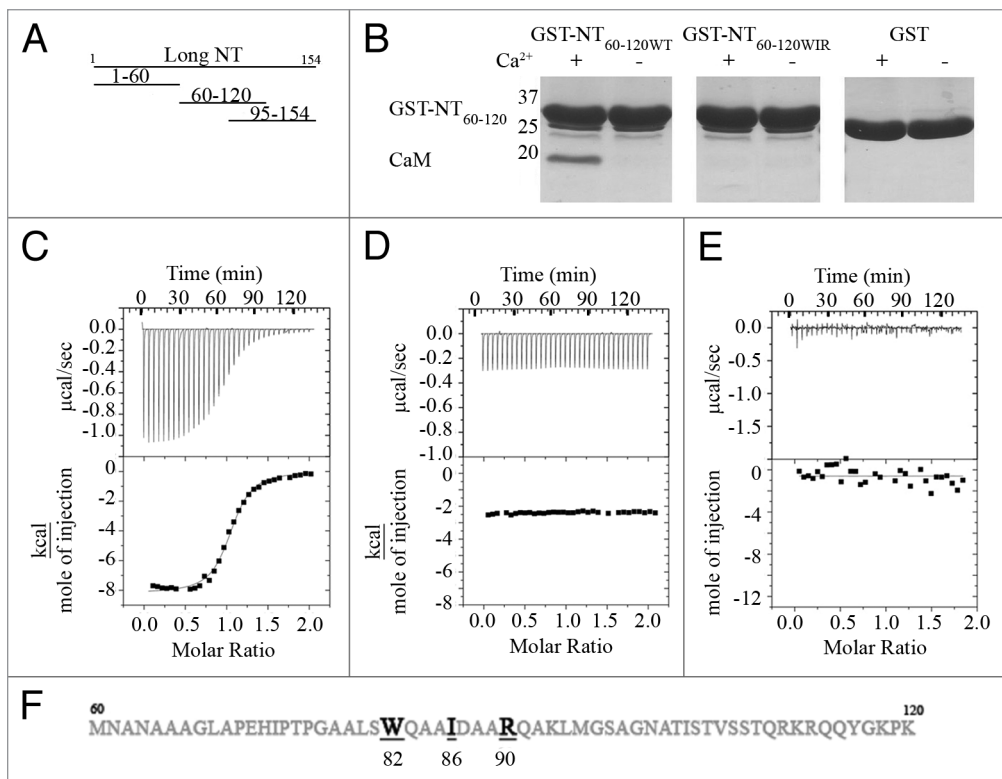 A
1 Long NT 154
1-60
60-120
95-154
B
GST-NT60-120WT GST-NT60-120WIR GST
Ca2+ + - + - + -
GST-NT60-120
CaM
37
25
20
C
Time (min)
0 30 60 90 120
µcal/sec
0.0
-0.2
-0.4
-0.6
-0.8
-1.0
kcal
mole of injection
0
-2
-4
-6
-8
0.0 0.5 1.0 1.5 2.0
Molar Ratio
D
Time (min)
0 30 60 90 120
µcal/sec
0.0
-0.2
-0.4
-0.6
-0.8
-1.0
kcal
mole of injection
0
-2
-4
-6
-8
0.0 0.5 1.0 1.5 2.0
Molar Ratio
E
Time (min)
0 30 60 90 120
µcal/sec
0.0
-0.5
-1.0
-1.5
kcal
mole of injection
0
-4
-8
-12
0.0 0.5 1.0 1.5 2.0
Molar Ratio
F
60 120
MNANAAAGLAPEHIPTPGAALSWQAAIDAARQAKLMGSAGNATISTVSSTQRKRQQYGKPK
82 86 90